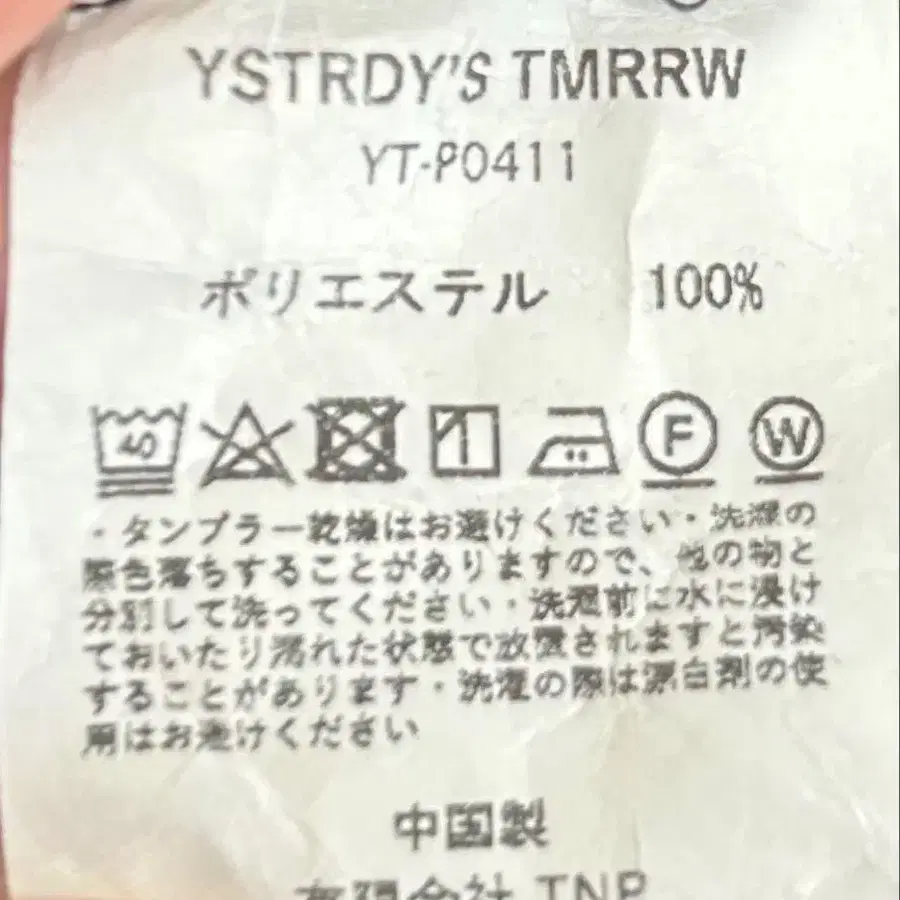 YSTRDY'S TMRRW
YT-P0411
ポリエステル 100%
40
F W
・タンブラー乾燥はお避けください・洗濯の
際色落ちすることがありますので、他の物と
分別して洗ってください・洗濯前に水に浸け
ておいたり濡れた状態で放置されますと汚染
することがあります・洗濯の際は漂白剤の使
用はお避けください
中国製
有限会社 TNP